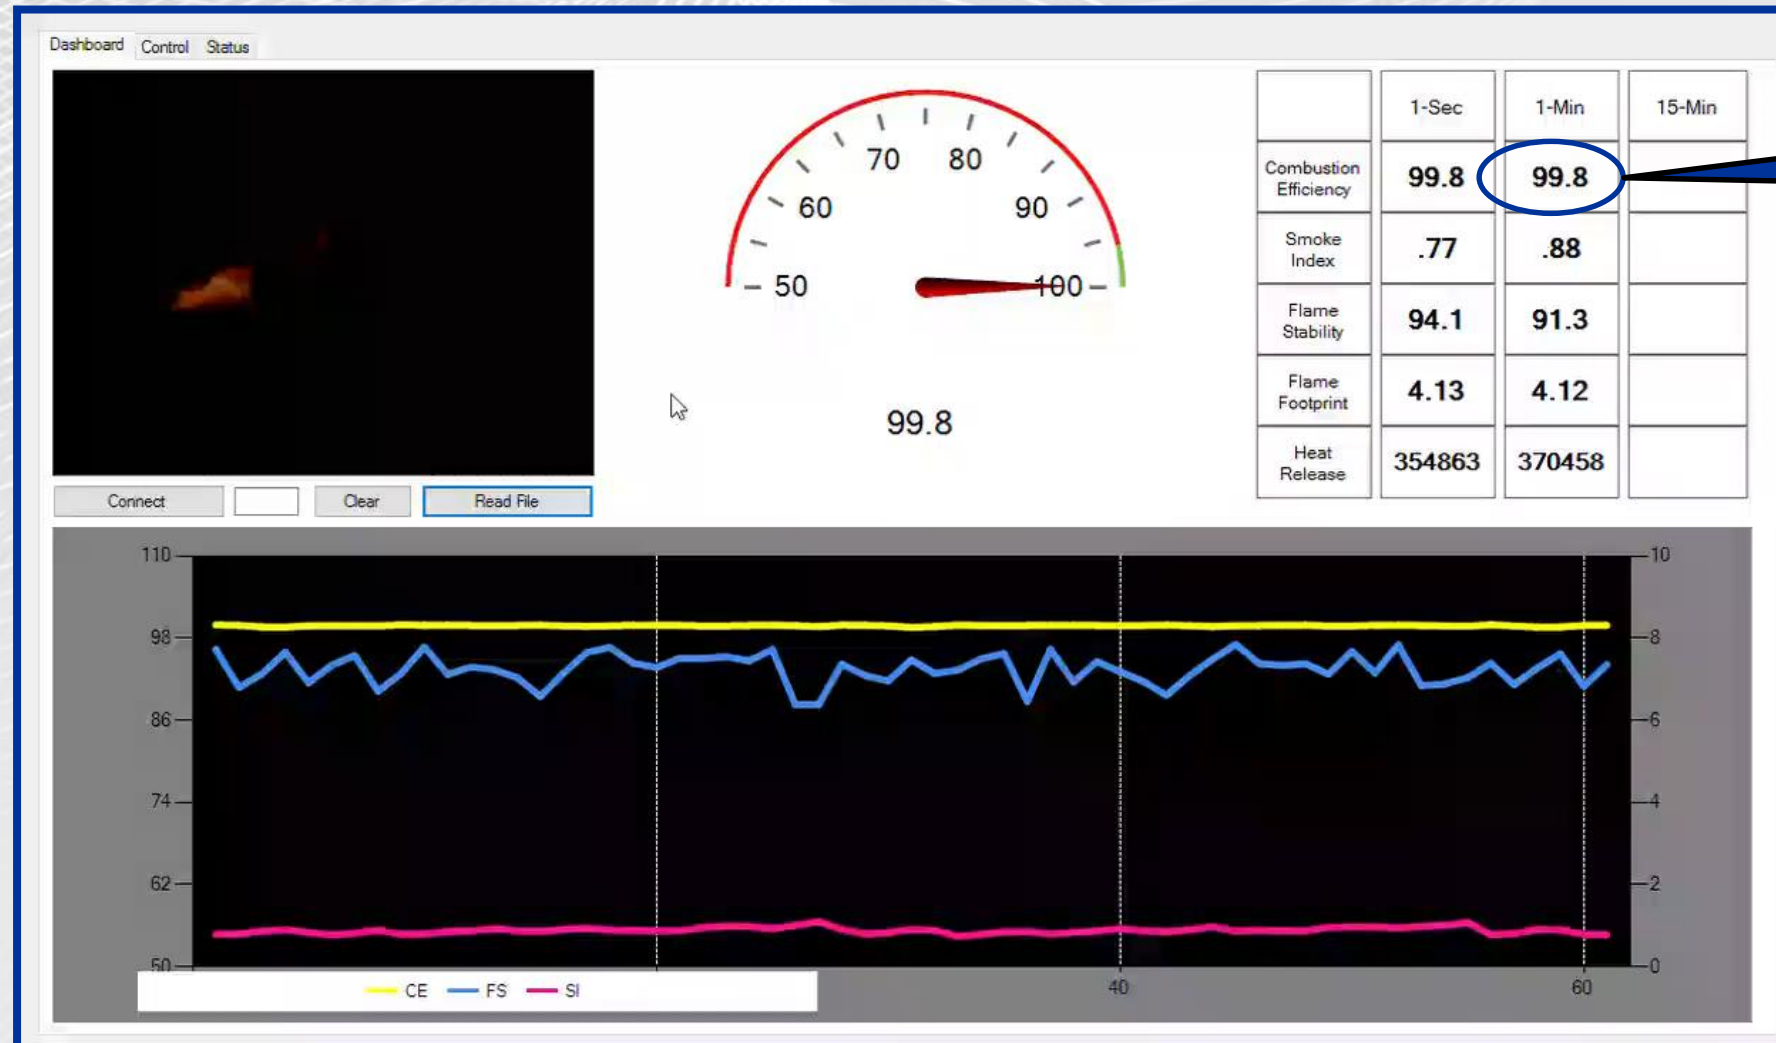 Dashboard Control Status
1-Sec 1-Min 15-Min
Combustion
Efficiency
99.8 99.8
Smoke
Index
.77 .88
Flame
Stability
94.1 91.3
Flame
Footprint
4.13 4.12
Heat
Release
354863 370458
50
60
70
80
90
100
99.8
Connect Clear Read File
110
98
86
74
62
50
10
8
6
4
2
0
40
60
CE FS SI